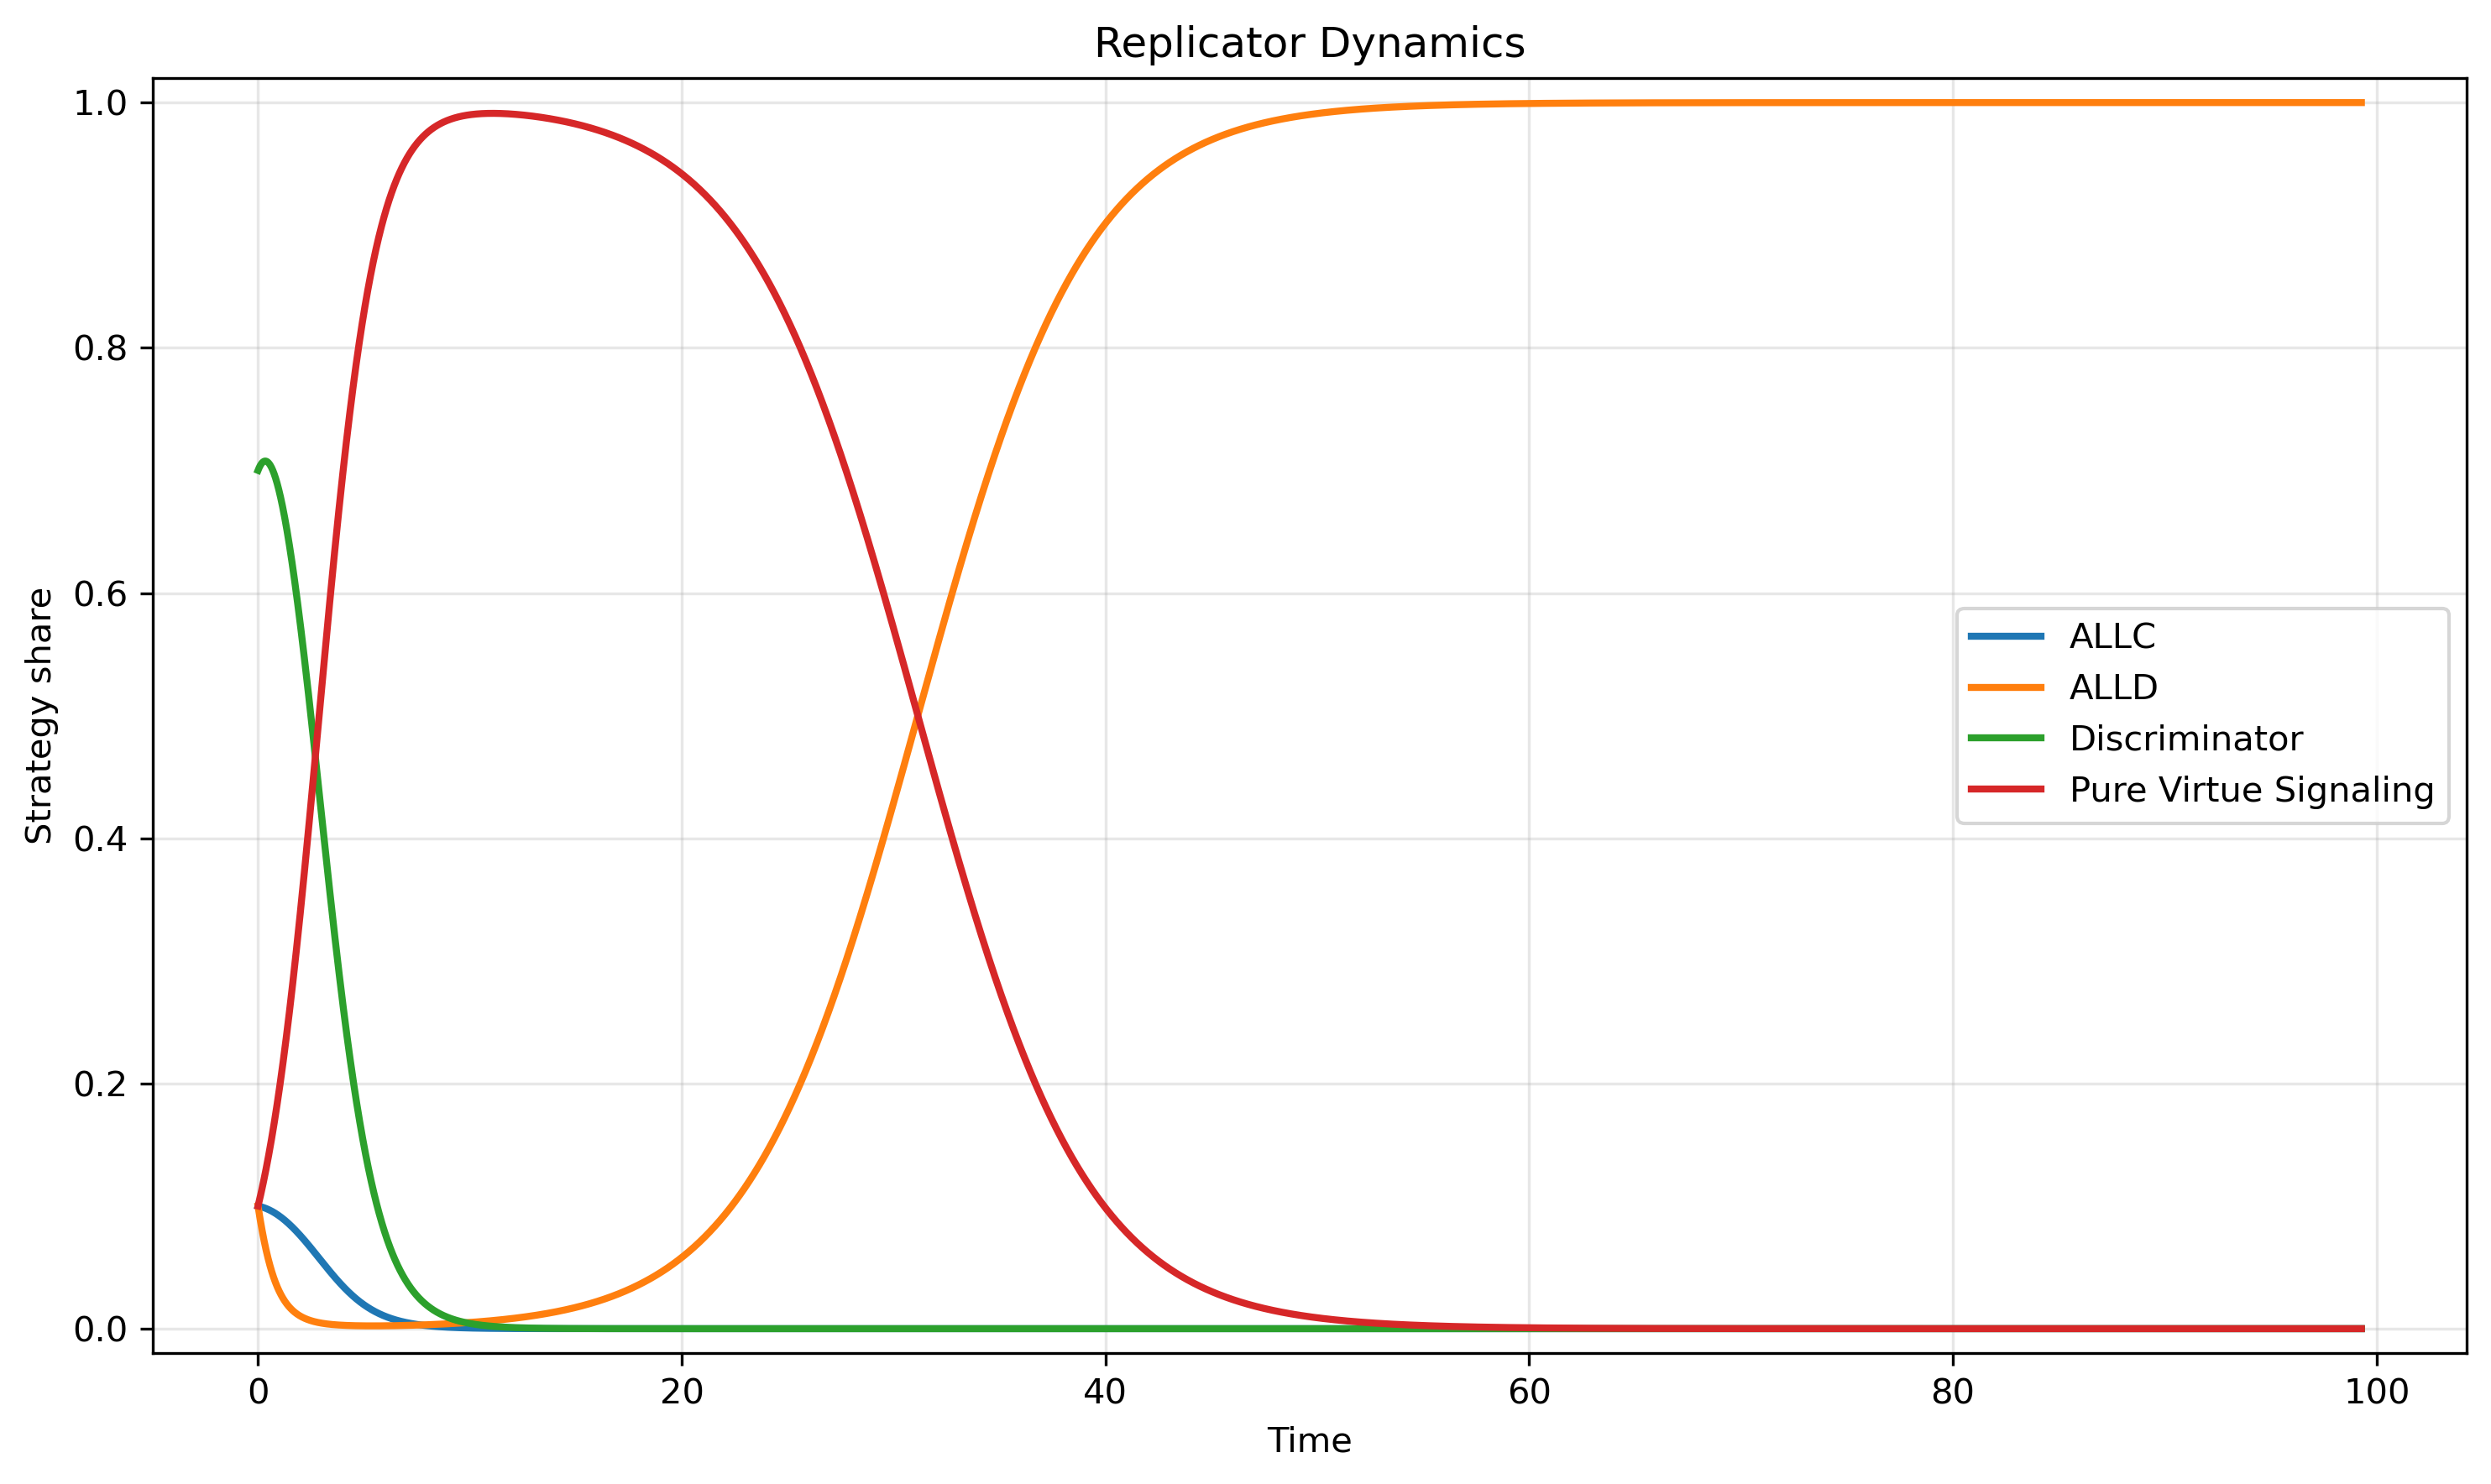 Replicator Dynamics
Strategy share
1.0
0.8
0.6
0.4
0.2
0.0
ALLC
ALLD
Discriminator
Pure Virtue Signaling
0 20 40 60 80 100
Time